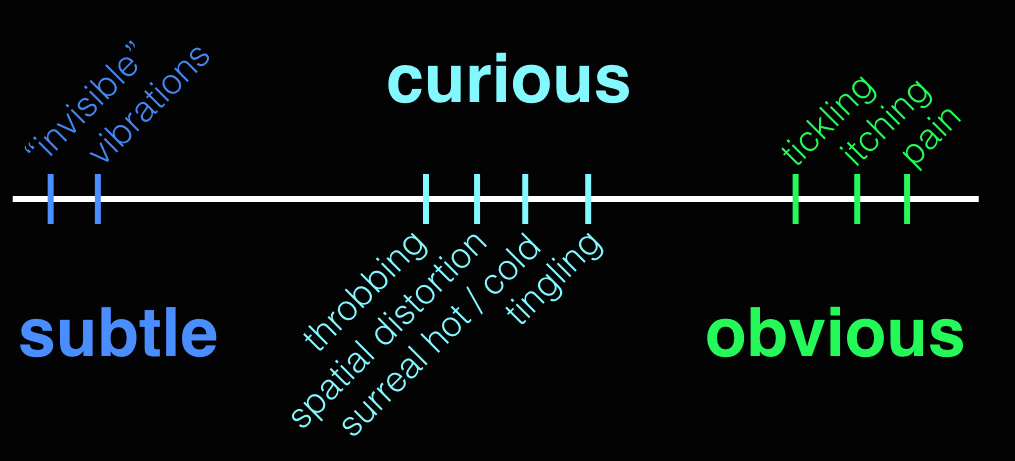 “invisible”
vibrations
curious
tickling
itching
pain
throbbing
spatial distortion
surreal hot / cold
tingling
subtle
obvious